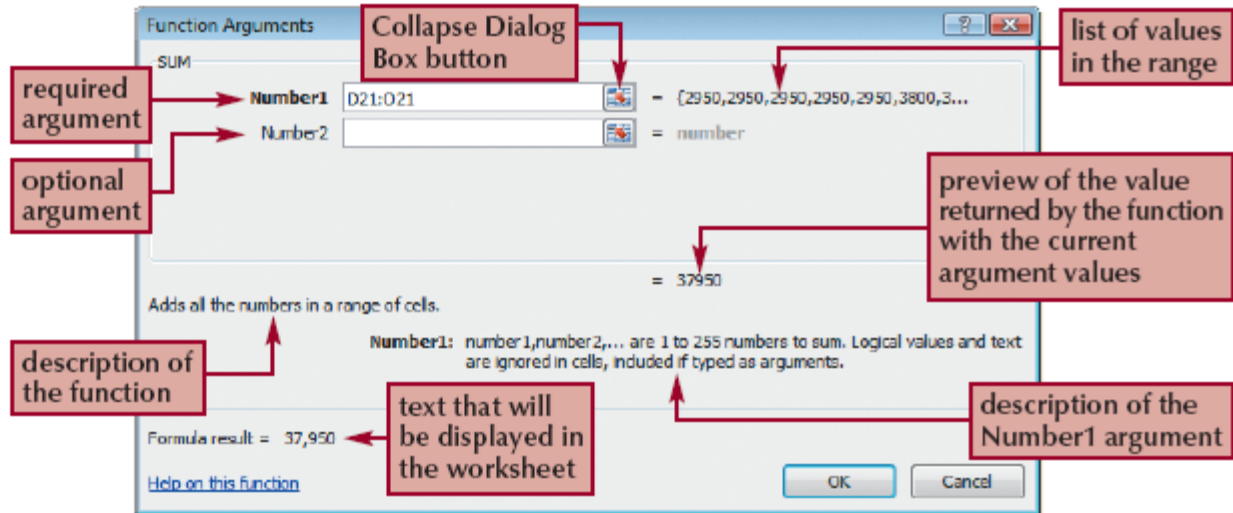 Function Arguments
Collapse Dialog
Box button
list of values
in the range
SUM
required
argument
Number1 D21:O21 = {2950,2950,2950,2950,2950,3800,3...
Number2 = number
optional
argument
preview of the value
returned by the function
with the current
argument values
= 37950
Adds all the numbers in a range of cells.
Number1: number1,number2,... are 1 to 255 numbers to sum. Logical values and text
are ignored in cells, included if typed as arguments.
description of
the function
text that will
be displayed in
the worksheet
description of the
Number1 argument
Formula result = 37,950
Help on this function
OK
Cancel